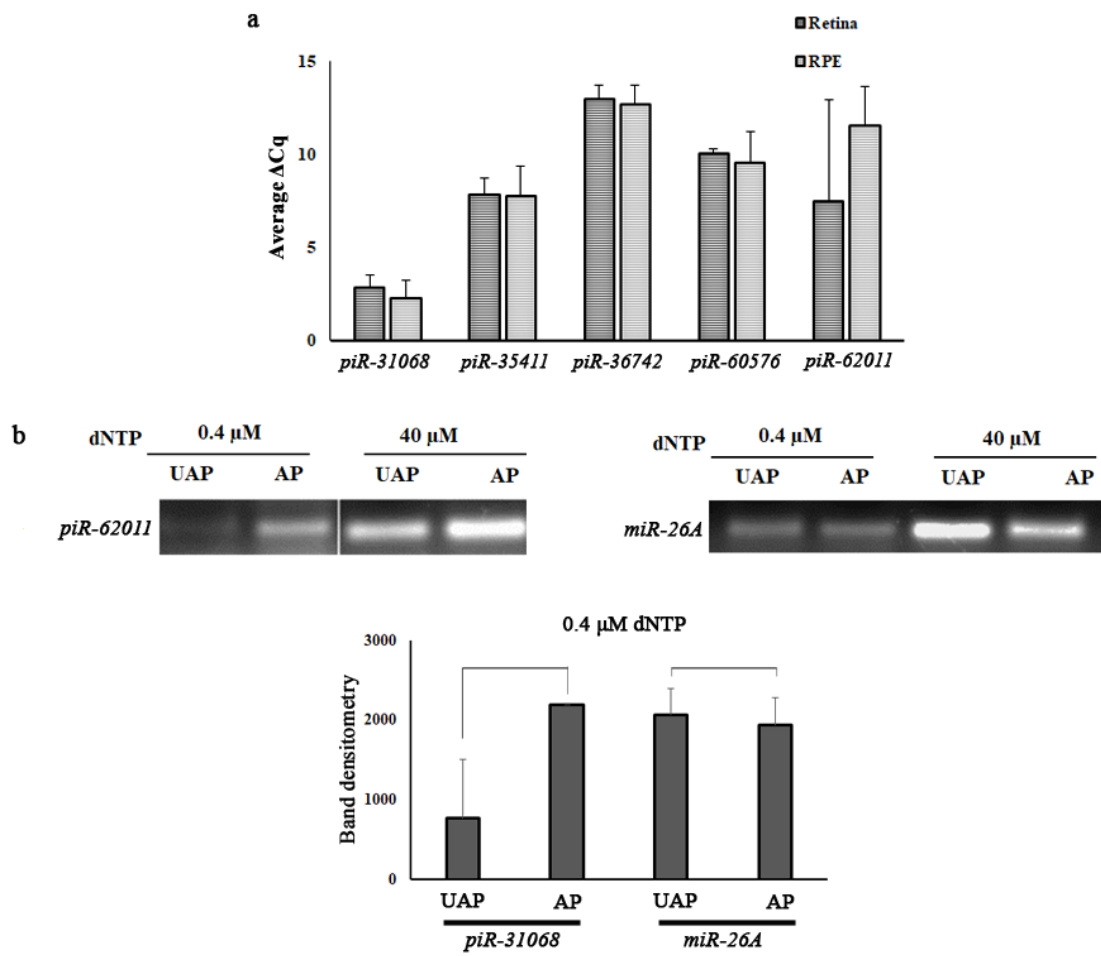 a
Retina
RPE
Average ΔCq
15
10
5
0
piR-31068 piR-35411 piR-36742 piR-60576 piR-62011
b
dNTP 0.4 µM 40 µM
UAP AP UAP AP
piR-62011
dNTP 0.4 µM 40 µM
UAP AP UAP AP
miR-26A
0.4 µM dNTP
Band densitometry
3000
2000
1000
0
UAP AP UAP AP
piR-31068 miR-26A